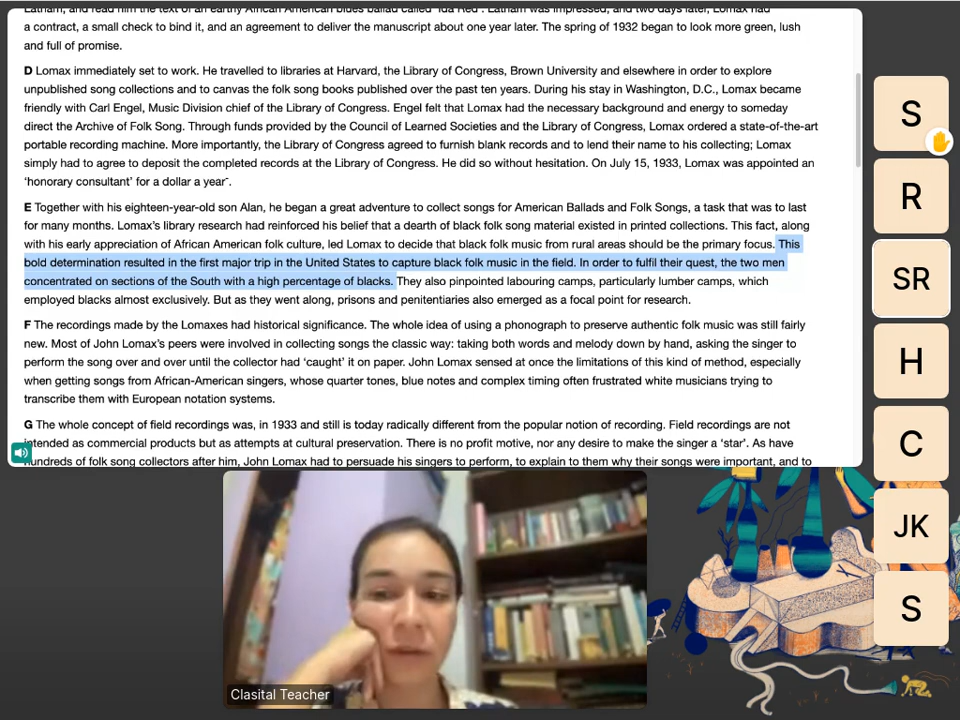 Latham, and read him the text of an earthy African American blues ballad called 'Ida Red'. Latham was impressed, and two days later, Lomax had
a contract, a small check to bind it, and an agreement to deliver the manuscript about one year later. The spring of 1932 began to look more green, lush
and full of promise.
D Lomax immediately set to work. He travelled to libraries at Harvard, the Library of Congress, Brown University and elsewhere in order to explore
unpublished song collections and to canvas the folk song books published over the past ten years. During his stay in Washington, D.C., Lomax became
friendly with Carl Engel, Music Division chief of the Library of Congress. Engel felt that Lomax had the necessary background and energy to someday
direct the Archive of Folk Song. Through funds provided by the Council of Learned Societies and the Library of Congress, Lomax ordered a state-of-the-art
portable recording machine. More importantly, the Library of Congress agreed to furnish blank records and to lend their name to his collecting; Lomax
simply had to agree to deposit the completed records at the Library of Congress. He did so without hesitation. On July 15, 1933, Lomax was appointed an
'honorary consultant' for a dollar a year".
E Together with his eighteen-year-old son Alan, he began a great adventure to collect songs for American Ballads and Folk Songs, a task that was to last
for many months. Lomax's library research had reinforced his belief that a dearth of black folk song material existed in printed collections. This fact, along
with his early appreciation of African American folk culture, led Lomax to decide that black folk music from rural areas should be the primary focus. This
bold determination resulted in the first major trip in the United States to capture black folk music in the field. In order to fulfil their quest, the two men
concentrated on sections of the South with a high percentage of blacks. They also pinpointed labouring camps, particularly lumber camps, which
employed blacks almost exclusively. But as they went along, prisons and penitentiaries also emerged as a focal point for research.
F The recordings made by the Lomaxes had historical significance. The whole idea of using a phonograph to preserve authentic folk music was still fairly
new. Most of John Lomax's peers were involved in collecting songs the classic way: taking both words and melody down by hand, asking the singer to
perform the song over and over until the collector had 'caught' it on paper. John Lomax sensed at once the limitations of this kind of method, especially
when getting songs from African-American singers, whose quarter tones, blue notes and complex timing often frustrated white musicians trying to
transcribe them with European notation systems.
G The whole concept of field recordings was, in 1933 and still is today radically different from the popular notion of recording. Field recordings are not
intended as commercial products but as attempts at cultural preservation. There is no profit motive, nor any desire to make the singer a 'star'. As have
hundreds of folk song collectors after him, John Lomax had to persuade his singers to perform, to explain to them why their songs were important, and to
S
R
SR
H
C
JK
S
Clasital Teacher